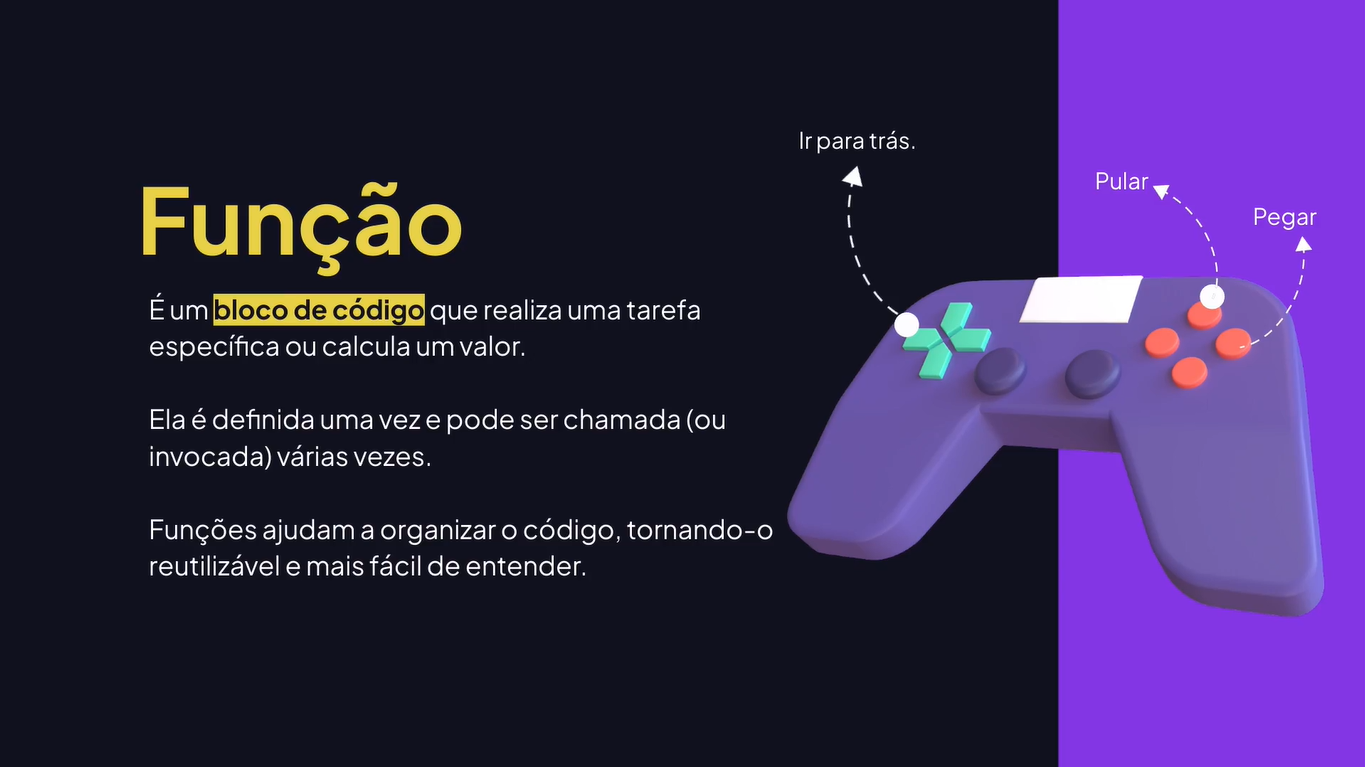 Função
É um bloco de código que realiza uma tarefa
específica ou calcula um valor.
Ela é definida uma vez e pode ser chamada (ou
invocada) várias vezes.
Funções ajudam a organizar o código, tornando-o
reutilizável e mais fácil de entender.
Ir para trás.
Pular
Pegar